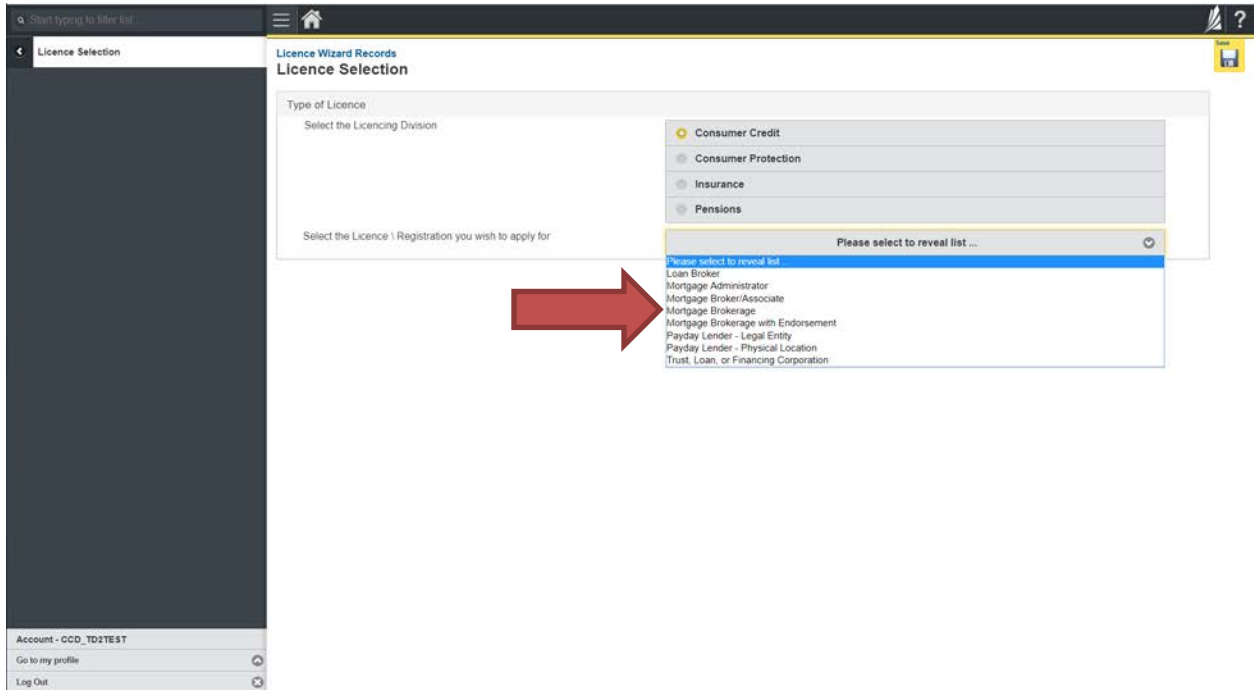 Start typing to filter list...
Licence Selection
?
Save
Licence Wizard Records
Licence Selection
Type of Licence
Select the Licencing Division
Consumer Credit
Consumer Protection
Insurance
Pensions
Select the Licence \ Registration you wish to apply for
Please select to reveal list ...
Please select to reveal list ...
Loan Broker
Mortgage Administrator
Mortgage Broker/Associate
Mortgage Brokerage
Mortgage Brokerage with Endorsement
Payday Lender - Legal Entity
Payday Lender - Physical Location
Trust, Loan, or Financing Corporation
Account - CCD_TD2TEST
Go to my profile
Log Out